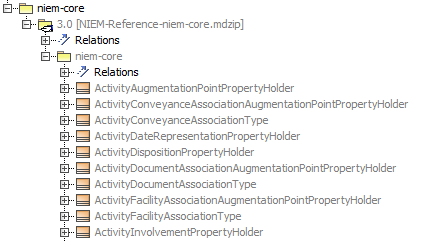 niem-core
3.0 [NIEM-Reference-niem-core.mdzip]
Relations
niem-core
Relations
ActivityAugmentationPointPropertyHolder
ActivityConveyanceAssociationAugmentationPointPropertyHolder
ActivityConveyanceAssociationType
ActivityDateRepresentationPropertyHolder
ActivityDispositionPropertyHolder
ActivityDocumentAssociationAugmentationPointPropertyHolder
ActivityDocumentAssociationType
ActivityFacilityAssociationAugmentationPointPropertyHolder
ActivityFacilityAssociationType
ActivityInvolvementPropertyHolder